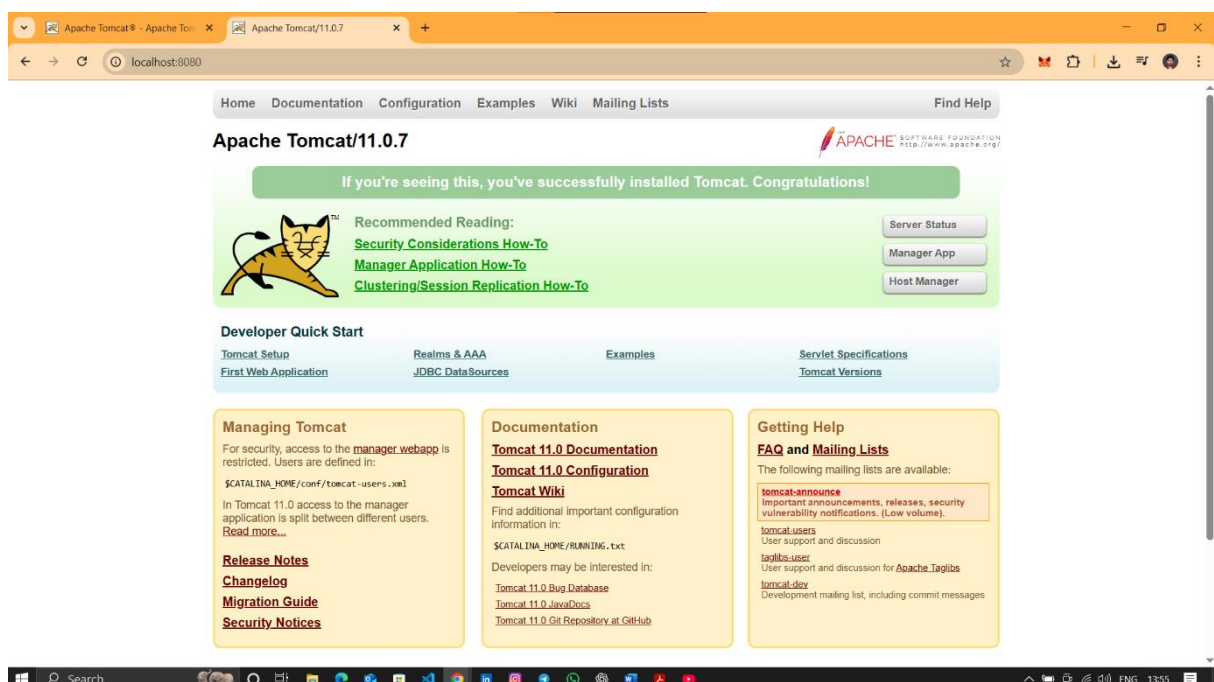 Apache Tomcat® - Apache Tom
Apache Tomcat/11.0.7
localhost:8080
Home Documentation Configuration Examples Wiki Mailing Lists Find Help
Apache Tomcat/11.0.7
THE APACHE SOFTWARE FOUNDATION
http://www.apache.org/
If you're seeing this, you've successfully installed Tomcat. Congratulations!
TM
Recommended Reading:
Security Considerations How-To
Manager Application How-To
Clustering/Session Replication How-To
Server Status
Manager App
Host Manager
Developer Quick Start
Tomcat Setup Realms & AAA Examples Servlet Specifications
First Web Application JDBC DataSources Tomcat Versions
Managing Tomcat
For security, access to the manager webapp is
restricted. Users are defined in:
$CATALINA_HOME/conf/tomcat-users.xml
In Tomcat 11.0 access to the manager
application is split between different users.
Read more...
Release Notes
Changelog
Migration Guide
Security Notices
Documentation
Tomcat 11.0 Documentation
Tomcat 11.0 Configuration
Tomcat Wiki
Find additional important configuration
information in:
$CATALINA_HOME/RUNNING.txt
Developers may be interested in:
Tomcat 11.0 Bug Database
Tomcat 11.0 JavaDocs
Tomcat 11.0 Git Repository at GitHub
Getting Help
FAQ and Mailing Lists
The following mailing lists are available:
tomcat-announce
Important announcements, releases, security
vulnerability notifications. (Low volume).
tomcat-users
User support and discussion
taglibs-user
User support and discussion for Apache Taglibs
tomcat-dev
Development mailing list, including commit messages
Search
ENG 13:55